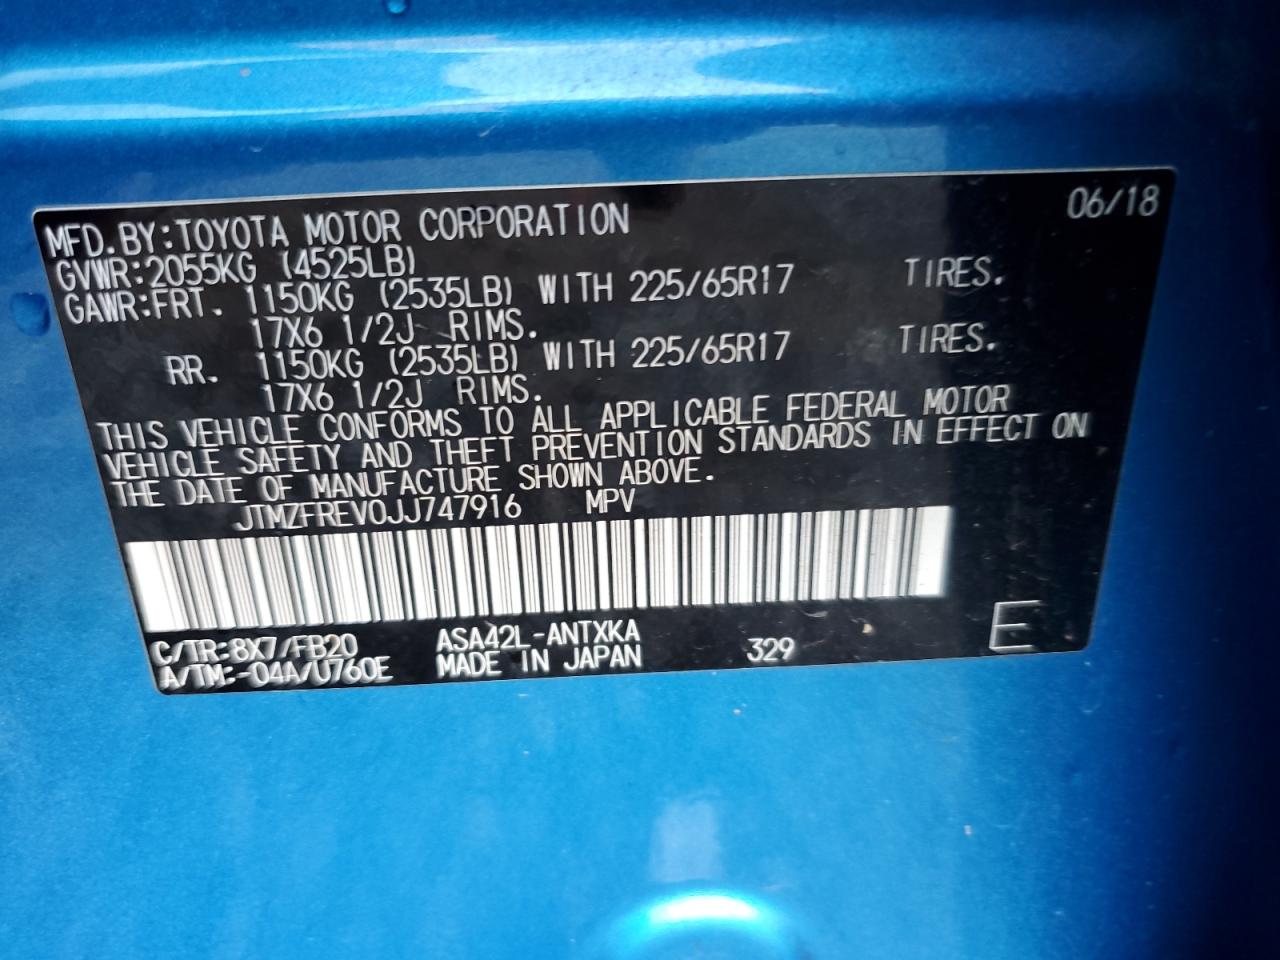 06/18
MFD.BY:TOYOTA MOTOR CORPORATION
GVWR:2055KG (4525LB)
GAWR:FRT. 1150KG (2535LB) WITH 225/65R17 TIRES.
17X6 1/2J RIMS.
RR. 1150KG (2535LB) WITH 225/65R17 TIRES.
17X6 1/2J RIMS.
THIS VEHICLE CONFORMS TO ALL APPLICABLE FEDERAL MOTOR
VEHICLE SAFETY AND THEFT PREVENTION STANDARDS IN EFFECT ON
THE DATE OF MANUFACTURE SHOWN ABOVE.
JTMZFREV0JJ747916 MPV
C/TR:8X7/FB20 ASA42L-ANTXKA 329 E
A/TM:-04A/U760E MADE IN JAPAN